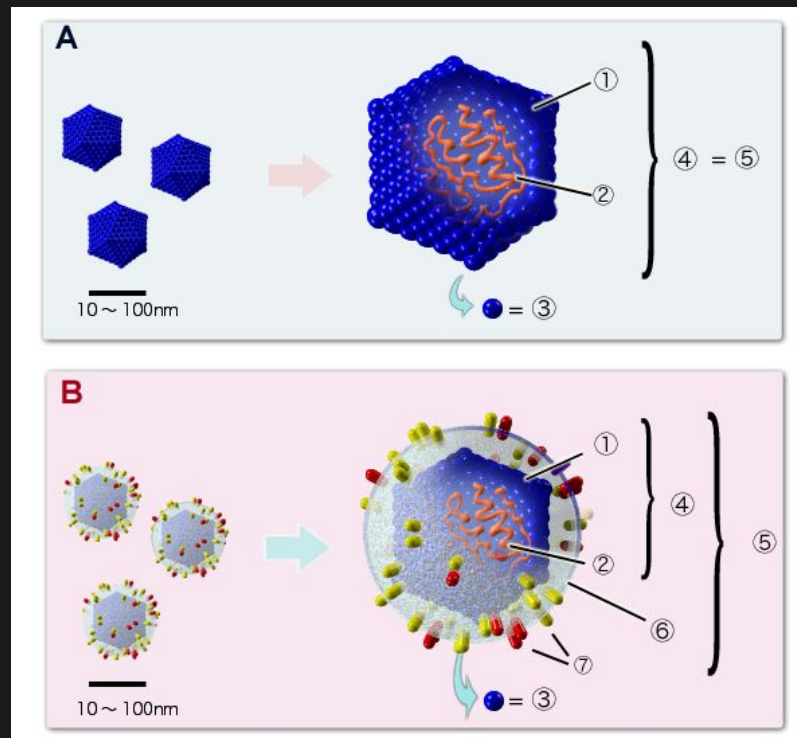 A
①
②
④ = ⑤
= ③
10～100nm
B
①
④
⑤
②
⑥
⑦
= ③
10～100nm